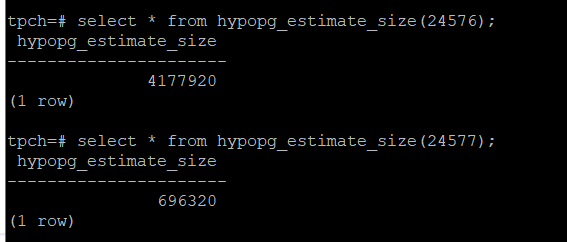 tpch=# select * from hypopg_estimate_size(24576);
hypopg_estimate_size
----------------------
4177920
(1 row)
tpch=# select * from hypopg_estimate_size(24577);
hypopg_estimate_size
----------------------
696320
(1 row)